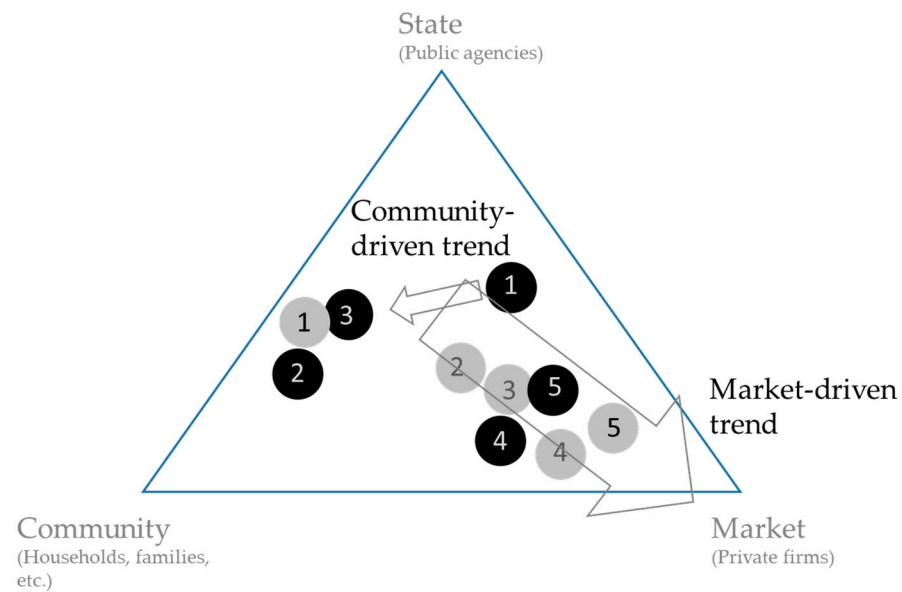 State
(Public agencies)
Community-
driven trend
1
1
3
2
2
3
5
4
4
5
Market-driven
trend
Community
(Households, families,
etc.)
Market
(Private firms)